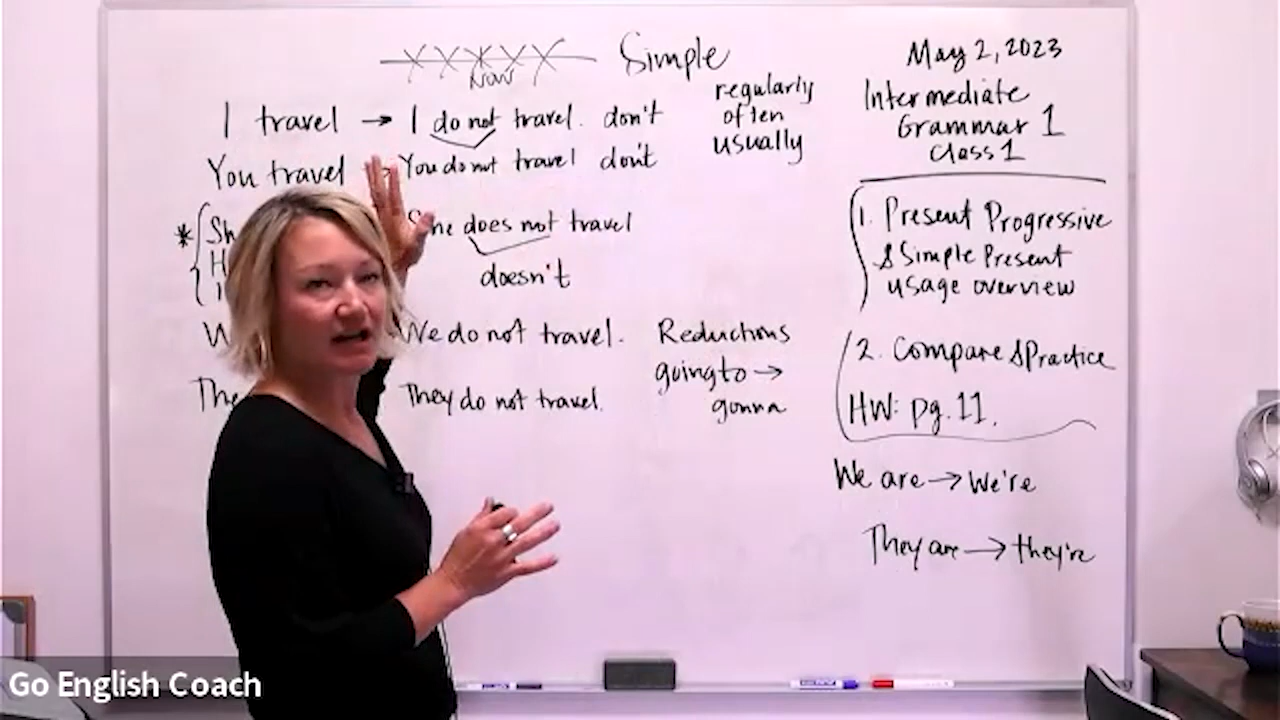 XXXXX Simple
Now
I travel → I do not travel. don't
You travel → You do not travel don't
* Sh
She does not travel
H
doesn't
W
We do not travel.
The
They do not travel.
regularly
often
usually
Reductions
going to →
gonna
May 2, 2023
Intermediate
Grammar 1
Class 1
1. Present Progressive
& Simple Present
usage overview
2. Compare & Practice
HW: pg. 11.
We are → We're
They are → they're
Go English Coach